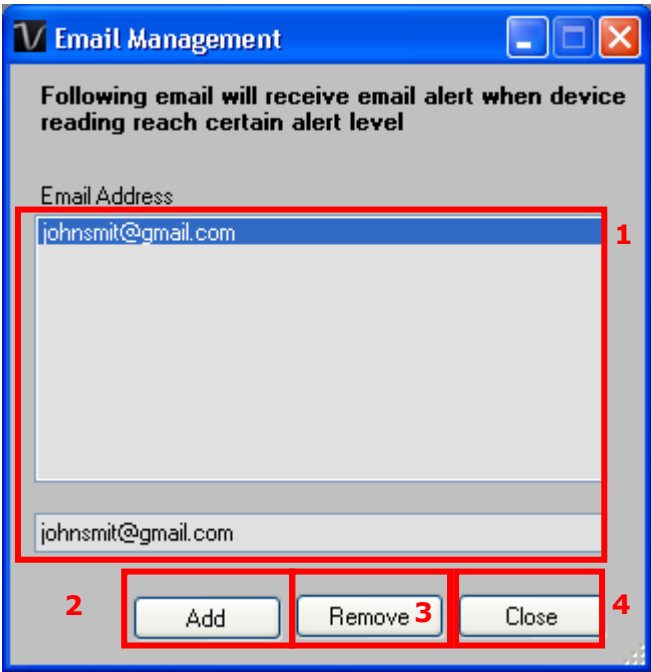 Email Management
Following email will receive email alert when device
reading reach certain alert level
Email Address
johnsmit@gmail.com
1
johnsmit@gmail.com
2
Add
Remove
3
Close
4